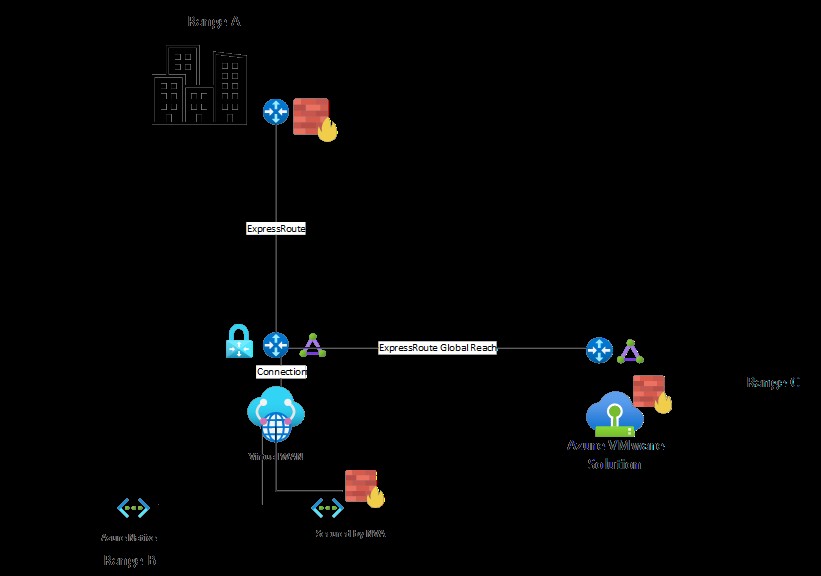 Range A
ExpressRoute
ExpressRoute Global Reach
Connection
Range C
Azure VMware
Solution
Virtual WAN
Azure Native
Secured by NVA
Range B